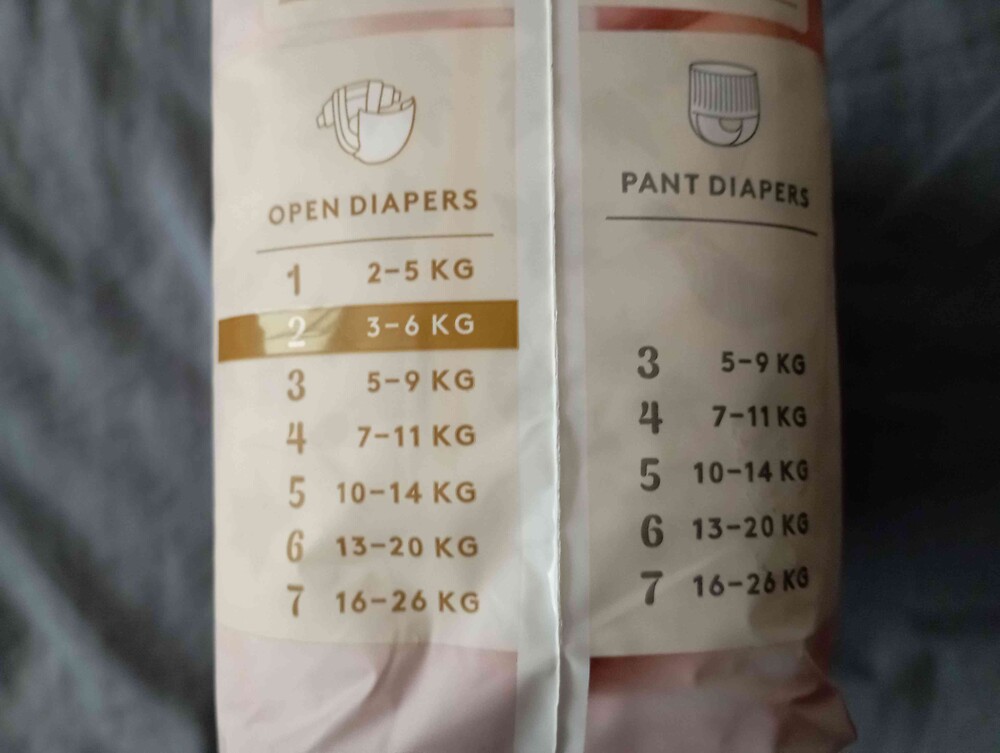 OPEN DIAPERS
1 2-5 KG
2 3-6 KG
3 5-9 KG
4 7-11 KG
5 10-14 KG
6 13-20 KG
7 16-26 KG
PANT DIAPERS
3 5-9 KG
4 7-11 KG
5 10-14 KG
6 13-20 KG
7 16-26 KG